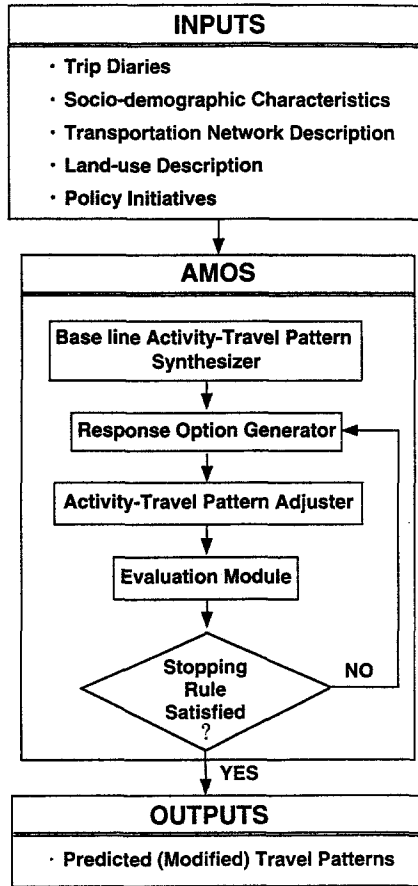 INPUTS
· Trip Diaries
· Socio-demographic Characteristics
· Transportation Network Description
· Land-use Description
· Policy Initiatives
AMOS
Base line Activity-Travel Pattern
Synthesizer
Response Option Generator
Activity-Travel Pattern Adjuster
Evaluation Module
Stopping
Rule
Satisfied
?
NO
YES
OUTPUTS
· Predicted (Modified) Travel Patterns